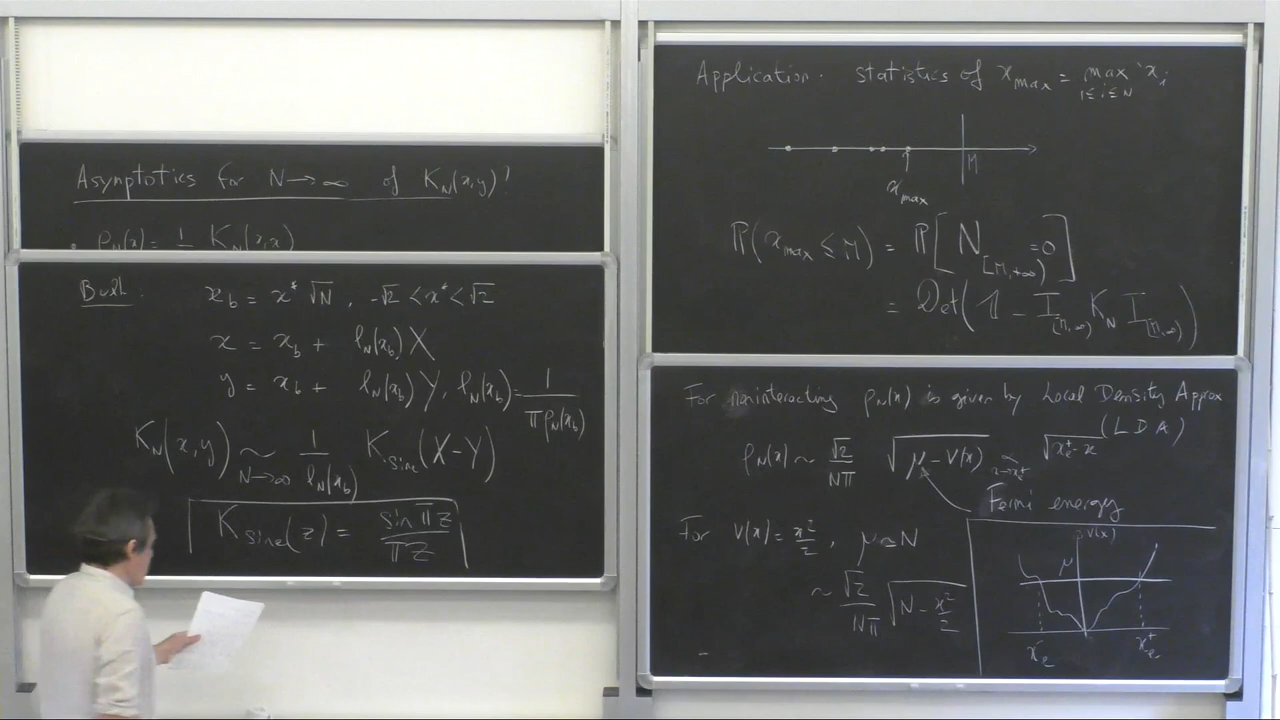 Asymptotics for N→∞ of K_N(x,y)?
• ρ_N(x) = 1/N K_N(x,x)
Bulk: x_b = x* √N, -√2 < x* < √2
x = x_b + l_N(x_b) X
y = x_b + l_N(x_b) Y, l_N(x_b) = 1/(π ρ_N(x_b))
K_N(x,y) ~_{N→∞} 1/l_N(x_b) K_sine(X-Y)
K_sine(z) = sin πz / πz
Application: statistics of x_max = max_{1≤i≤N} x_i
M
x_max
ℙ(x_max ≤ M) = ℙ[N_{[M,+∞)} = 0]
= Det(𝟙 - I_{[M,∞)} K_N I_{[M,∞)})
For noninteracting ρ_N(x) is given by Local Density Approx
(LDA)
ρ_N(x) ~ √2/(Nπ) √(μ - V(x)) ~_{x→x_e^+} √(x_e^+ - x)
Fermi energy
For V(x) = x²/2, μ ≃ N
~ √2/(Nπ) √(N - x²/2)
V(x)
μ
x_e^-
x_e^+